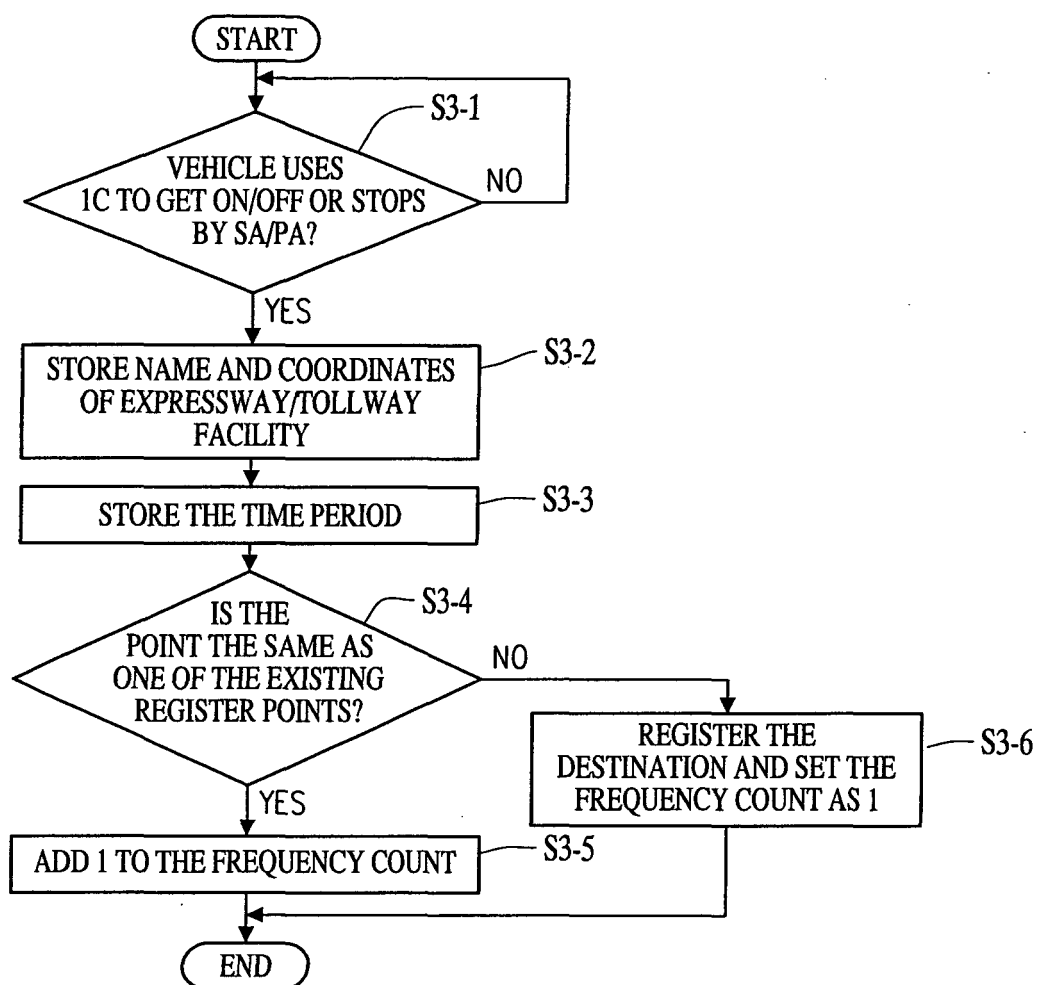 START
S3-1
VEHICLE USES
1C TO GET ON/OFF OR STOPS
BY SA/PA?
NO
YES
S3-2
STORE NAME AND COORDINATES
OF EXPRESSWAY/TOLLWAY
FACILITY
STORE THE TIME PERIOD
S3-3
S3-4
IS THE
POINT THE SAME AS
ONE OF THE EXISTING
REGISTER POINTS?
NO
YES
REGISTER THE
DESTINATION AND SET THE
FREQUENCY COUNT AS 1
S3-6
ADD 1 TO THE FREQUENCY COUNT
S3-5
END